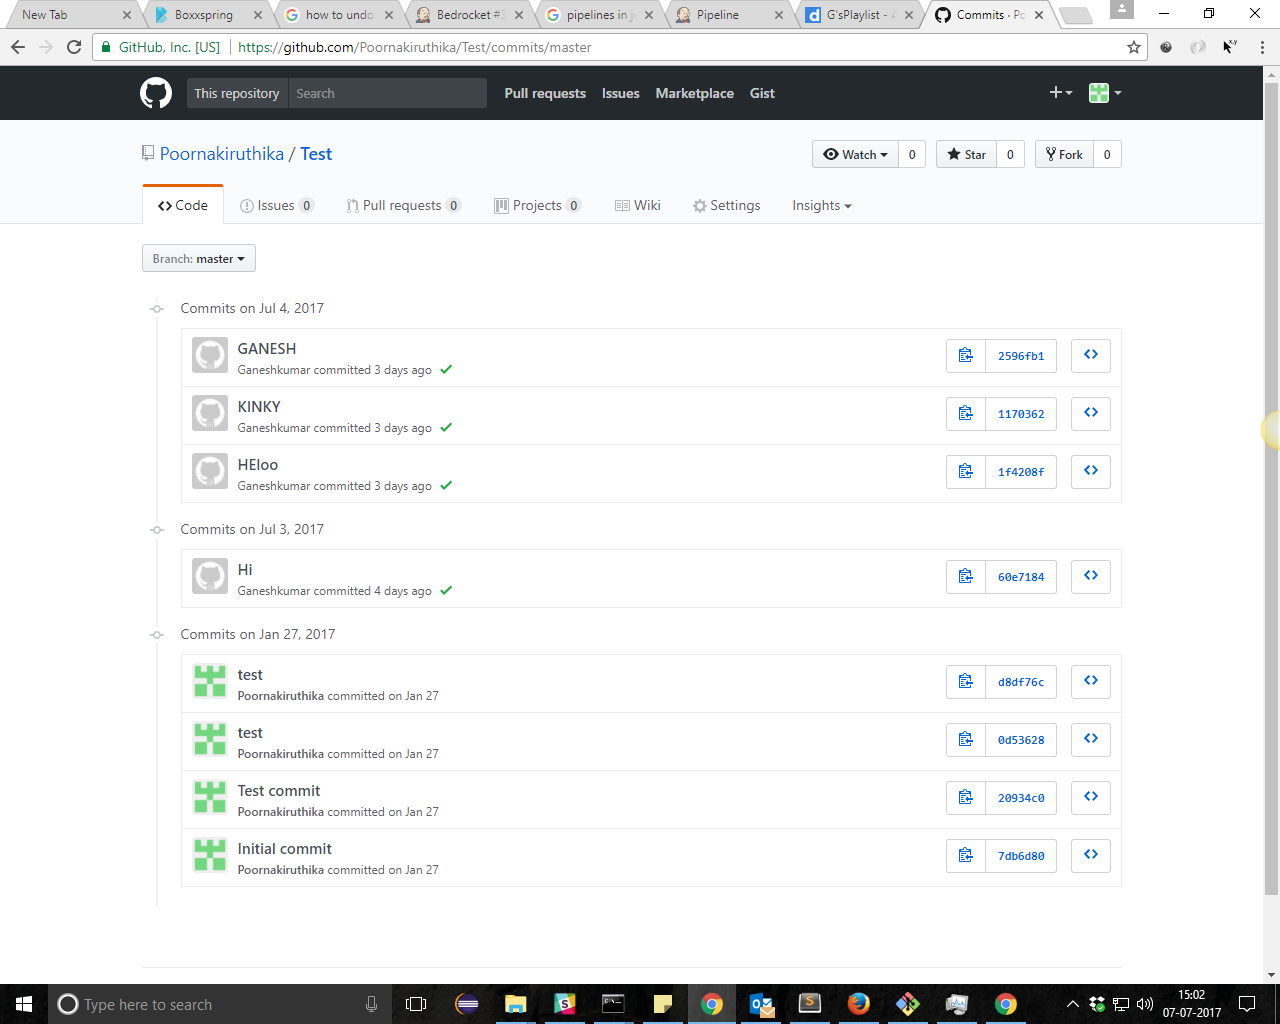 New Tab
Boxxspring
how to undo
Bedrocket #3
pipelines in j
Pipeline
G'sPlaylist - A
Commits · Po
GitHub, Inc. [US]
https://github.com/Poornakiruthika/Test/commits/master
This repository
Search
Pull requests
Issues
Marketplace
Gist
Poornakiruthika / Test
Watch
0
Star
0
Fork
0
Code
Issues 0
Pull requests 0
Projects 0
Wiki
Settings
Insights
Branch: master
Commits on Jul 4, 2017
GANESH
Ganeshkumar committed 3 days ago
2596fb1
KINKY
Ganeshkumar committed 3 days ago
1170362
HEloo
Ganeshkumar committed 3 days ago
1f4208f
Commits on Jul 3, 2017
Hi
Ganeshkumar committed 4 days ago
60e7184
Commits on Jan 27, 2017
test
Poornakiruthika committed on Jan 27
d8df76c
test
Poornakiruthika committed on Jan 27
0d53628
Test commit
Poornakiruthika committed on Jan 27
20934c0
Initial commit
Poornakiruthika committed on Jan 27
7db6d80
Type here to search
15:02
07-07-2017